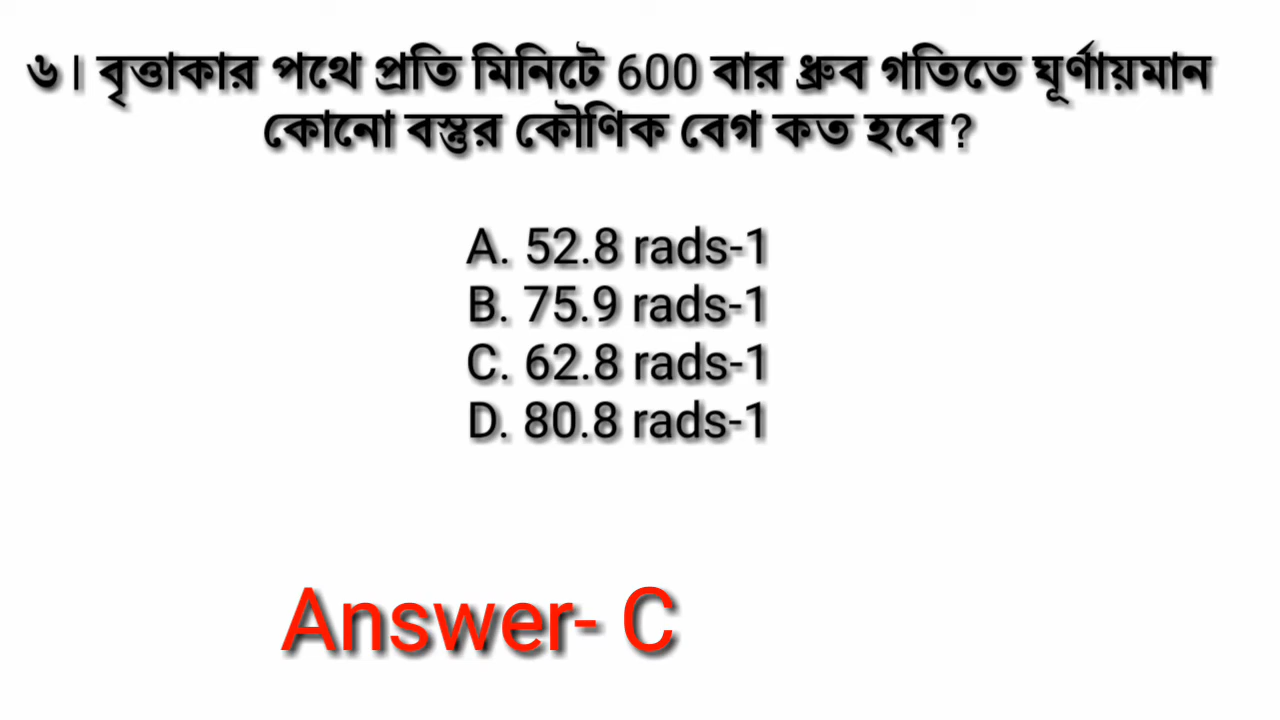 ৬। বৃত্তাকার পথে প্রতি মিনিটে 600 বার ধ্রুব গতিতে ঘূর্ণায়মান
কোনো বস্তুর কৌণিক বেগ কত হবে?
A. 52.8 rads-1
B. 75.9 rads-1
C. 62.8 rads-1
D. 80.8 rads-1
Answer- C